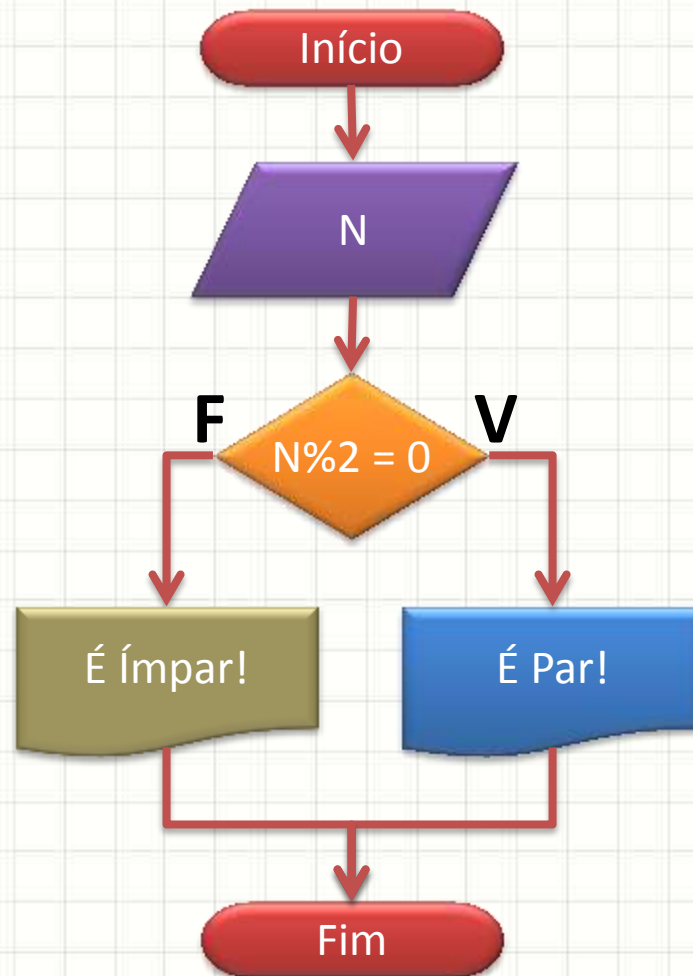 Início
N
F
V
N%2 = 0
É Ímpar!
É Par!
Fim